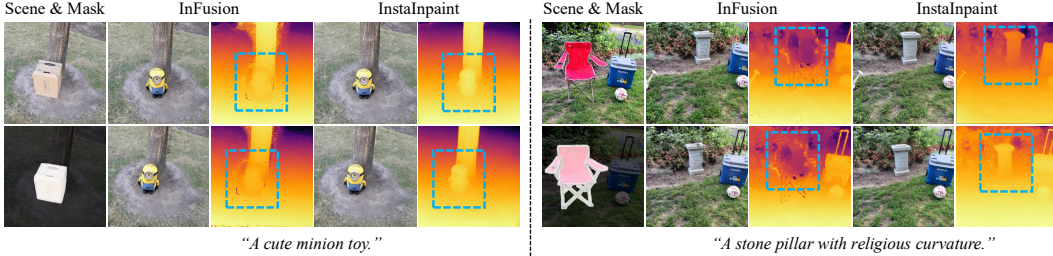 Scene & Mask InFusion InstaInpaint Scene & Mask InFusion InstaInpaint
“A cute minion toy.” “A stone pillar with religious curvature.”